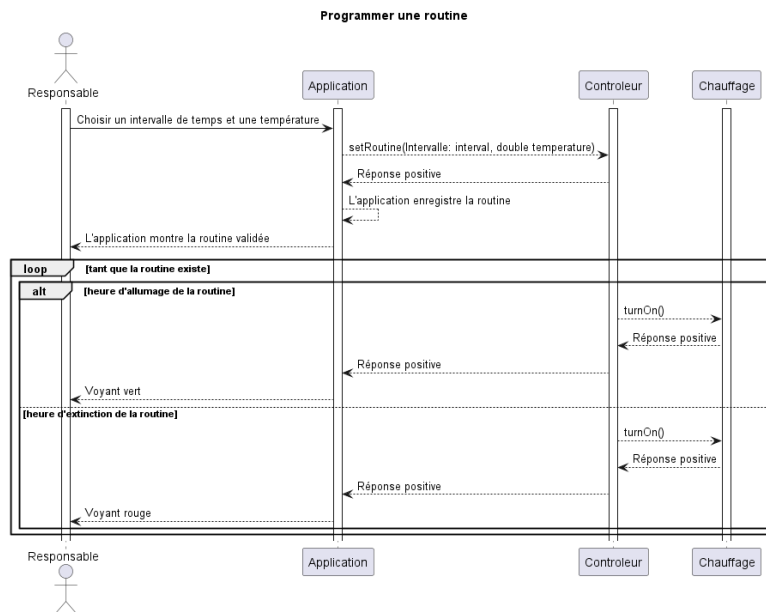 Programmer une routine
Responsable
Application
Controleur
Chauffage
Choisir un intervalle de temps et une température
setRoutine(Intervalle: interval, double temperature)
Réponse positive
L'application enregistre la routine
L'application montre la routine validée
loop [tant que la routine existe]
alt [heure d'allumage de la routine]
turnOn()
Réponse positive
Réponse positive
Voyant vert
[heure d'extinction de la routine]
turnOn()
Réponse positive
Réponse positive
Voyant rouge
Responsable
Application
Controleur
Chauffage